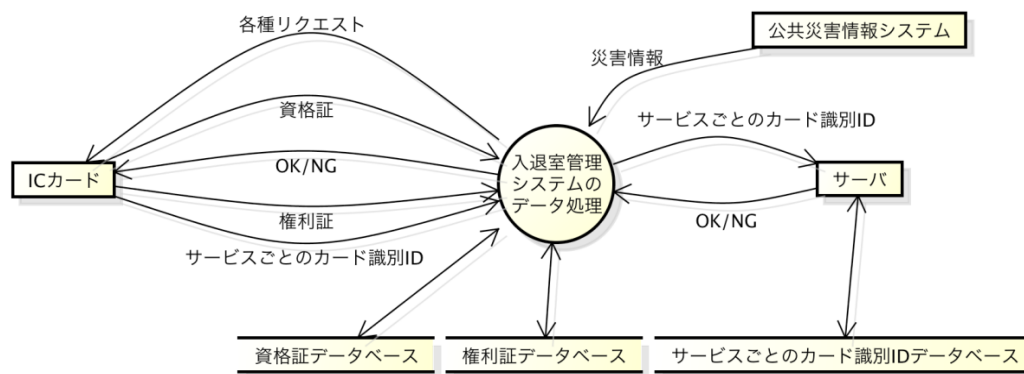 各種リクエスト
公共災害情報システム
災害情報
資格証
サービスごとのカード識別ID
OK/NG
ICカード
入退室管理
システムの
データ処理
サーバ
権利証
OK/NG
サービスごとのカード識別ID
資格証データベース
権利証データベース
サービスごとのカード識別IDデータベース